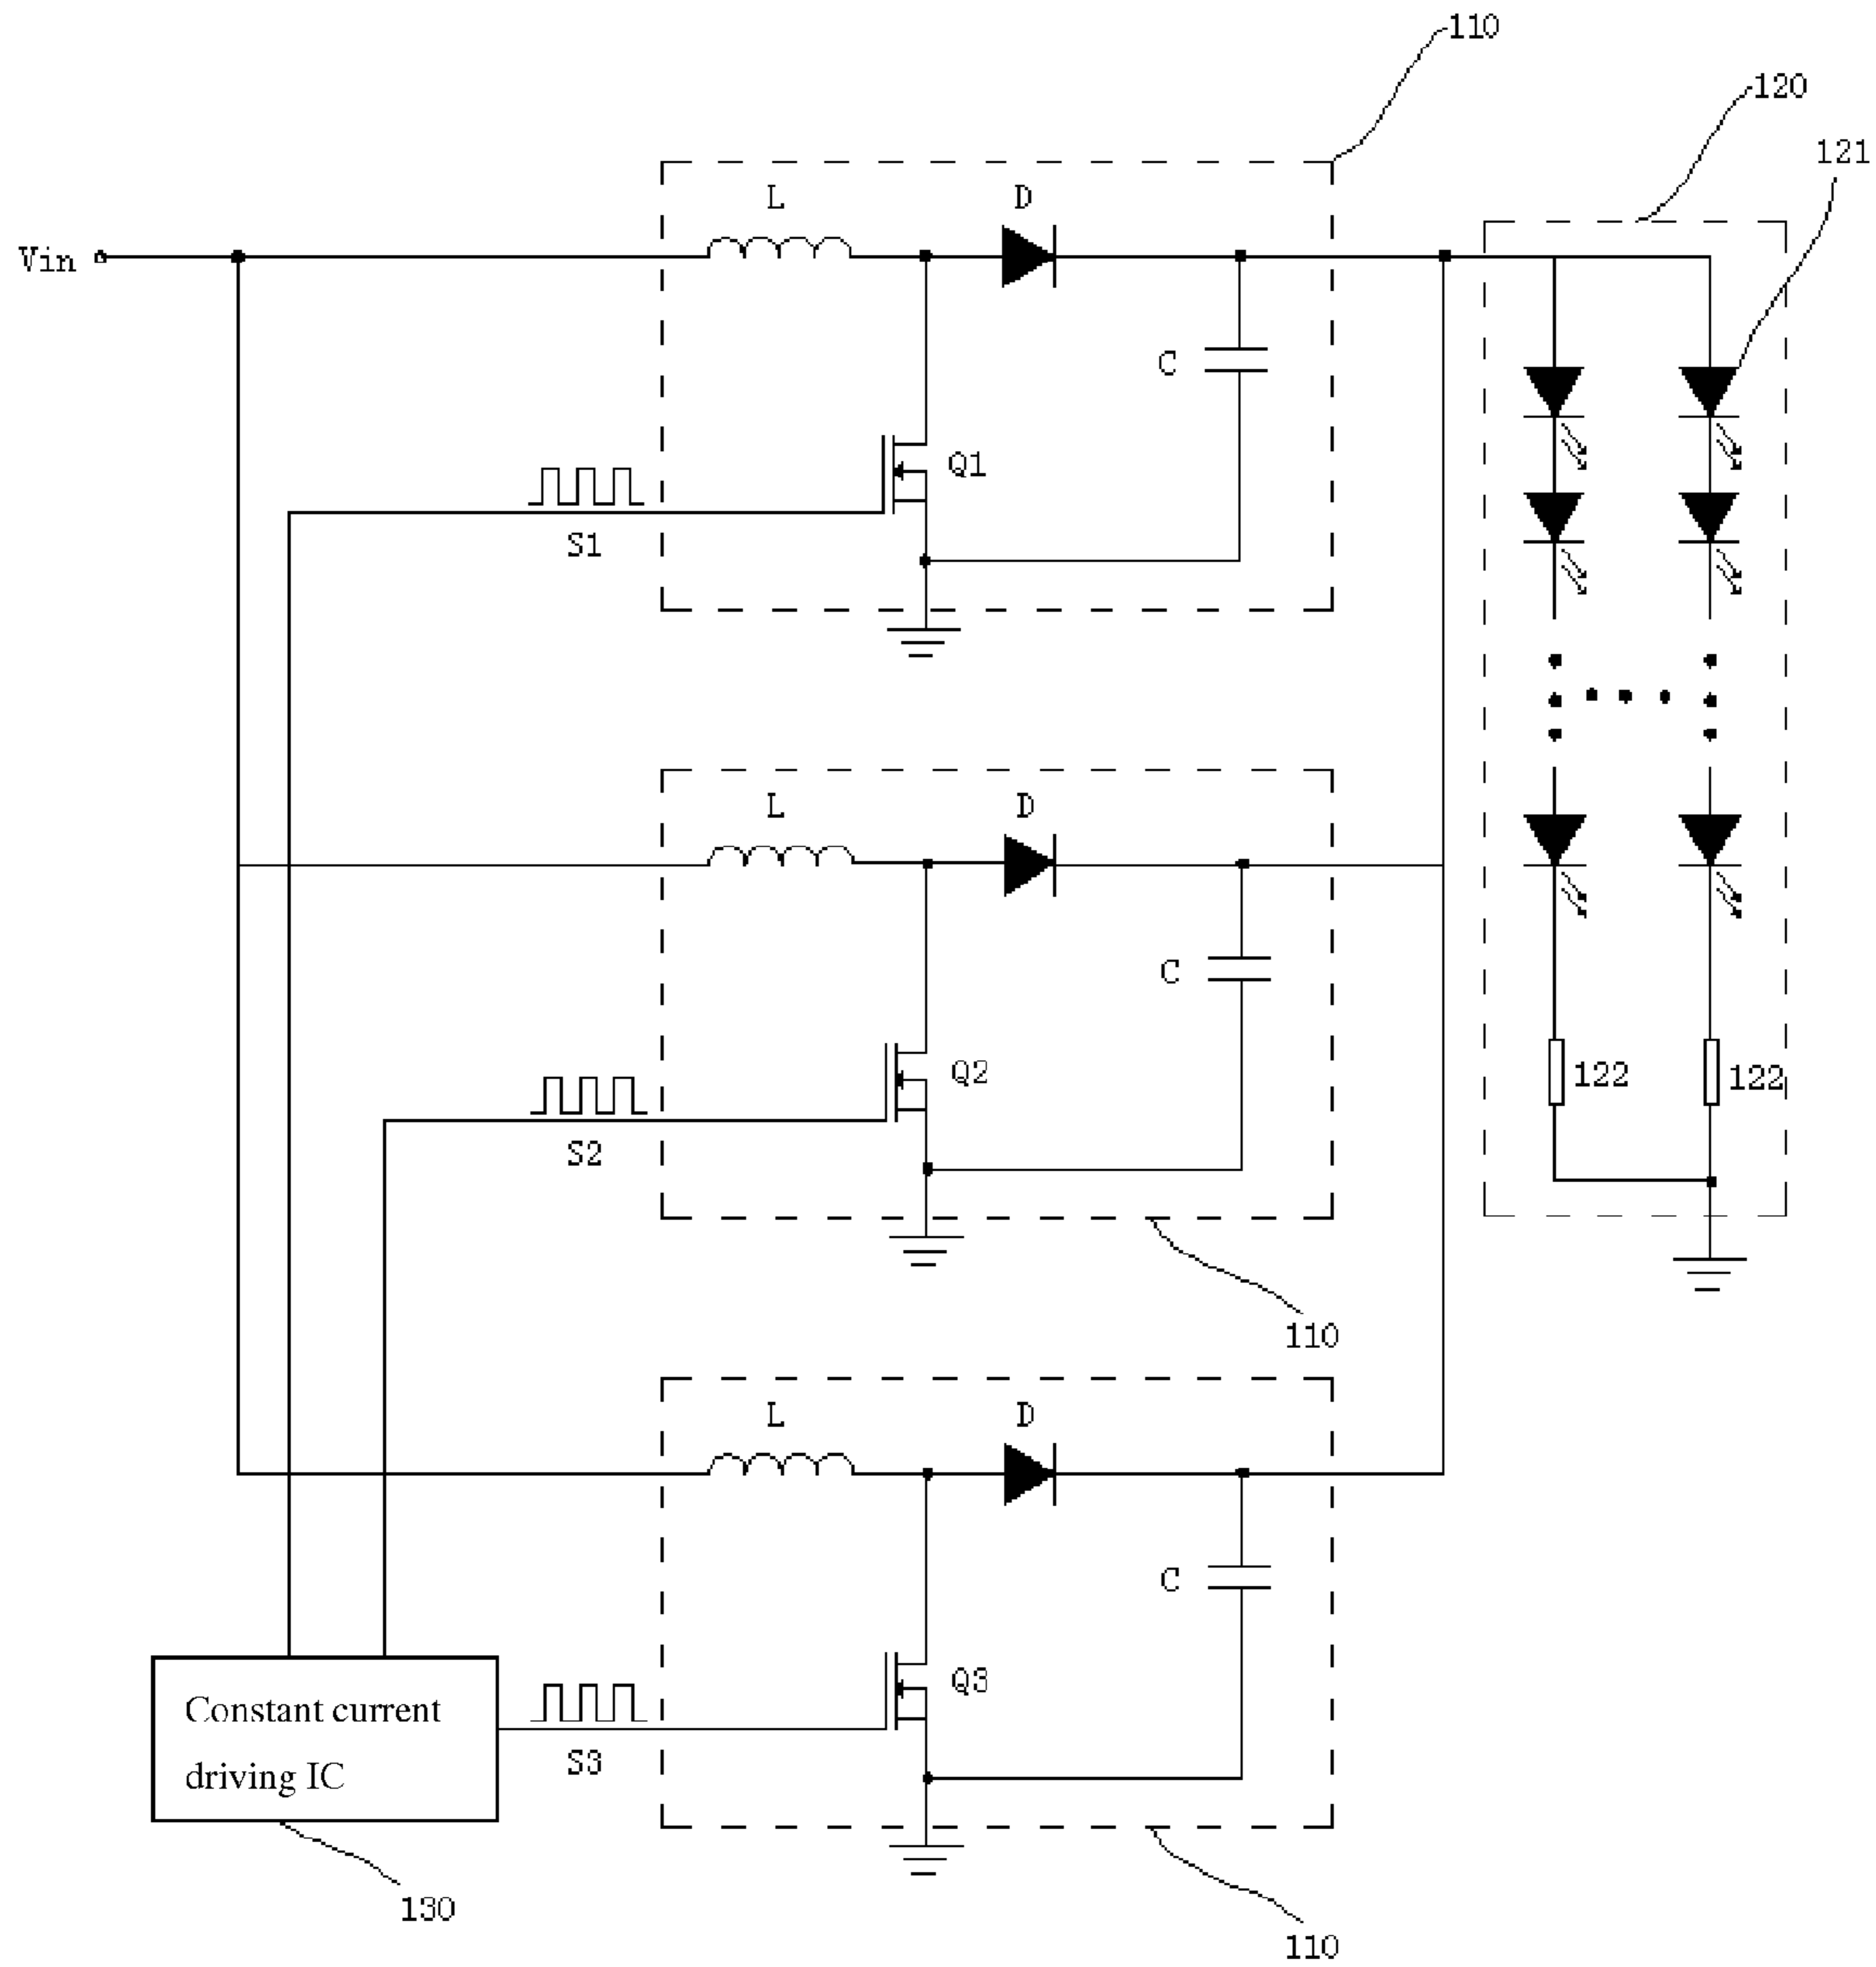 110
120
121
L
D
Vin
C
Q1
S1
L
D
C
Q2
122
122
S2
110
L
D
C
Q3
Constant current
driving IC
S3
130
110